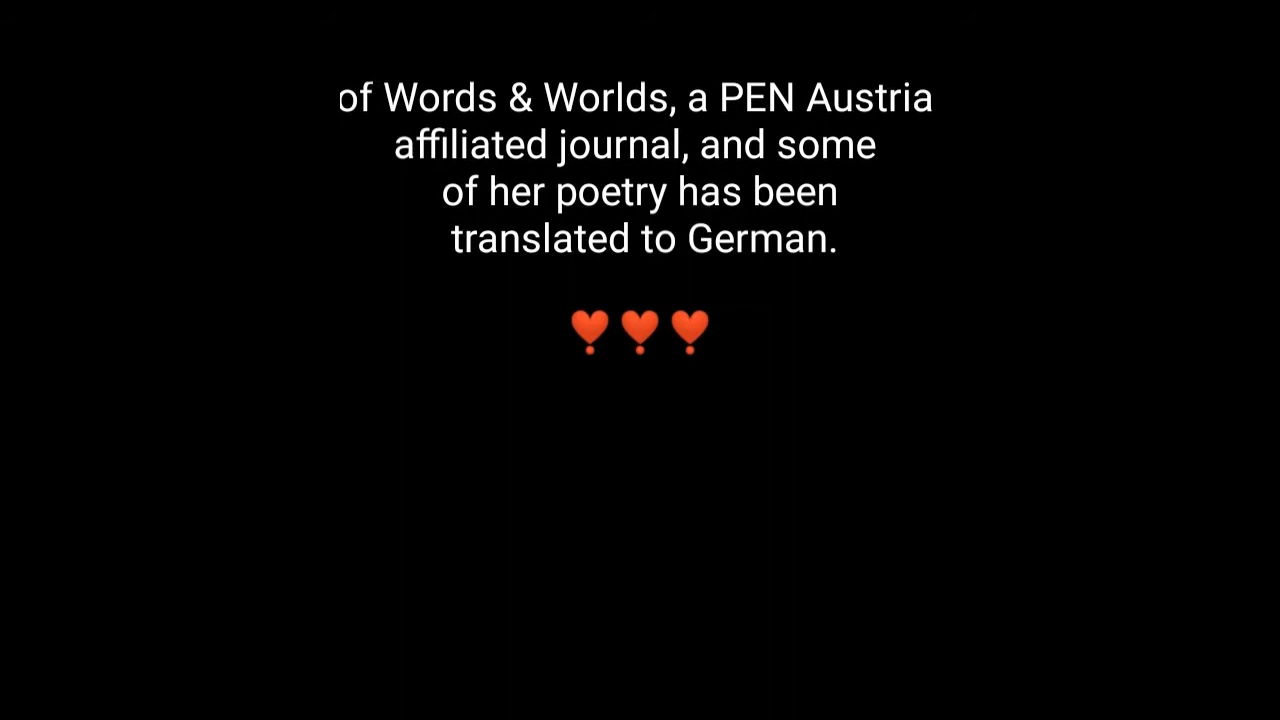 of Words & Worlds, a PEN Austria
affiliated journal, and some
of her poetry has been
translated to German.
❣️❣️❣️